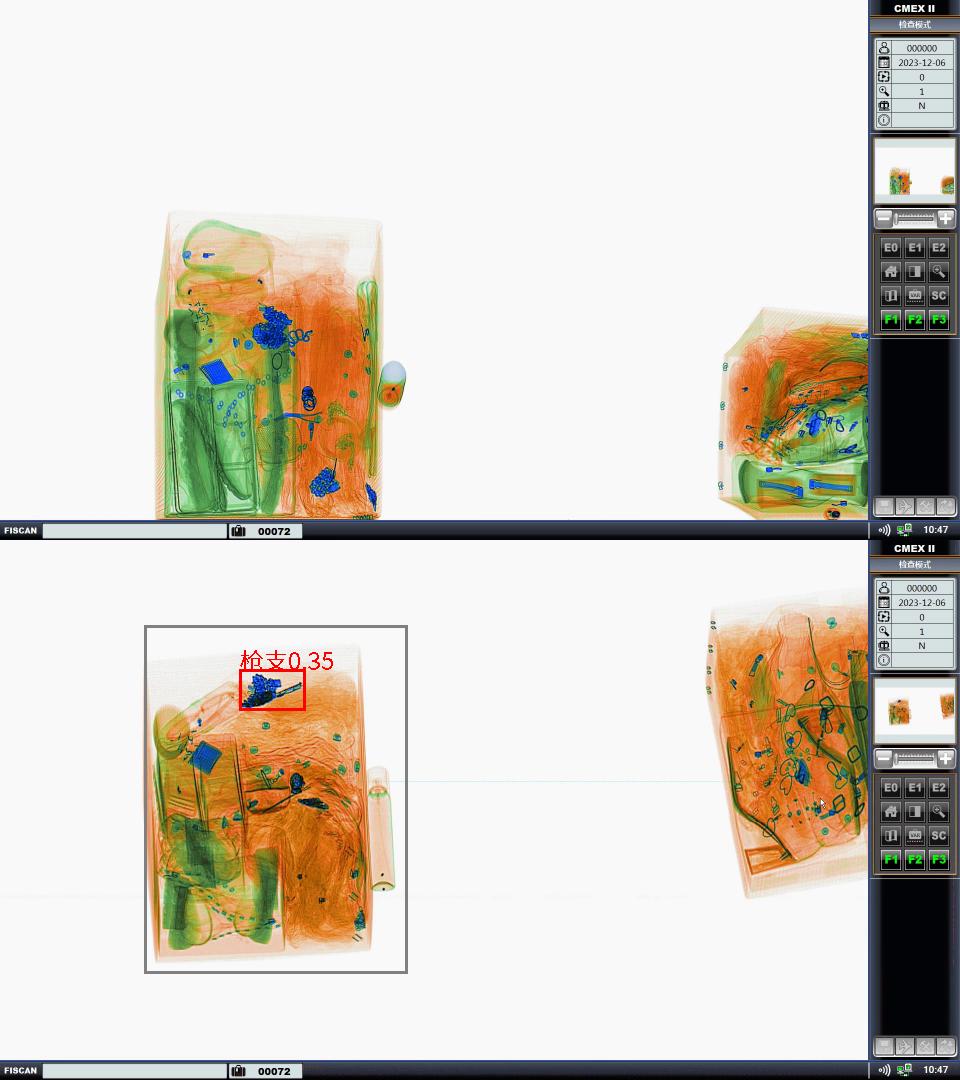 CMEX II
检查模式
000000
2023-12-06
0
1
N
E0 E1 E2
VAR SC
F1 F2 F3
FISCAN 00072 10:47
CMEX II
检查模式
枪支0.35
000000
2023-12-06
0
1
N
E0 E1 E2
VAR SC
F1 F2 F3
FISCAN 00072 10:47